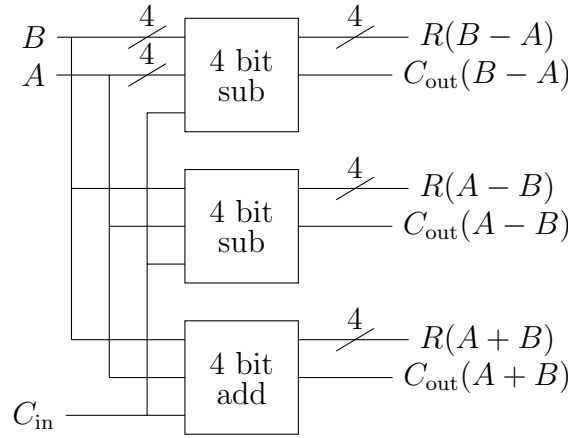 B 4 4 R(B − A)
A 4 C_out(B − A)
4 bit
sub
4 R(A − B)
4 bit
sub
C_out(A − B)
4 R(A + B)
4 bit
add
C_out(A + B)
C_in